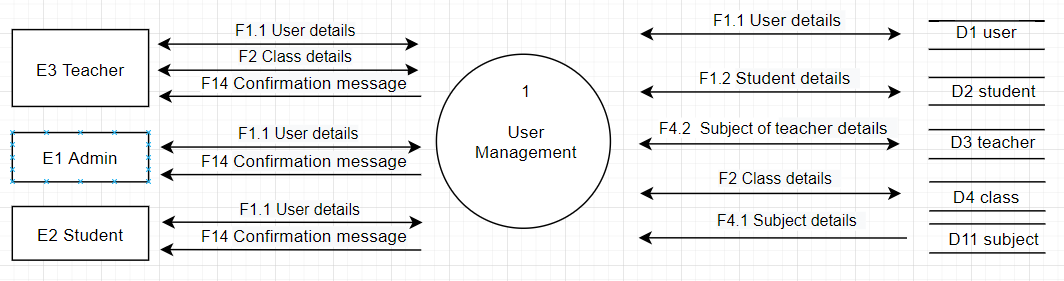 E3 Teacher
F1.1 User details
F2 Class details
F14 Confirmation message
E1 Admin
F1.1 User details
F14 Confirmation message
E2 Student
F1.1 User details
F14 Confirmation message
1
User
Management
F1.1 User details
D1 user
F1.2 Student details
D2 student
F4.2 Subject of teacher details
D3 teacher
F2 Class details
D4 class
F4.1 Subject details
D11 subject